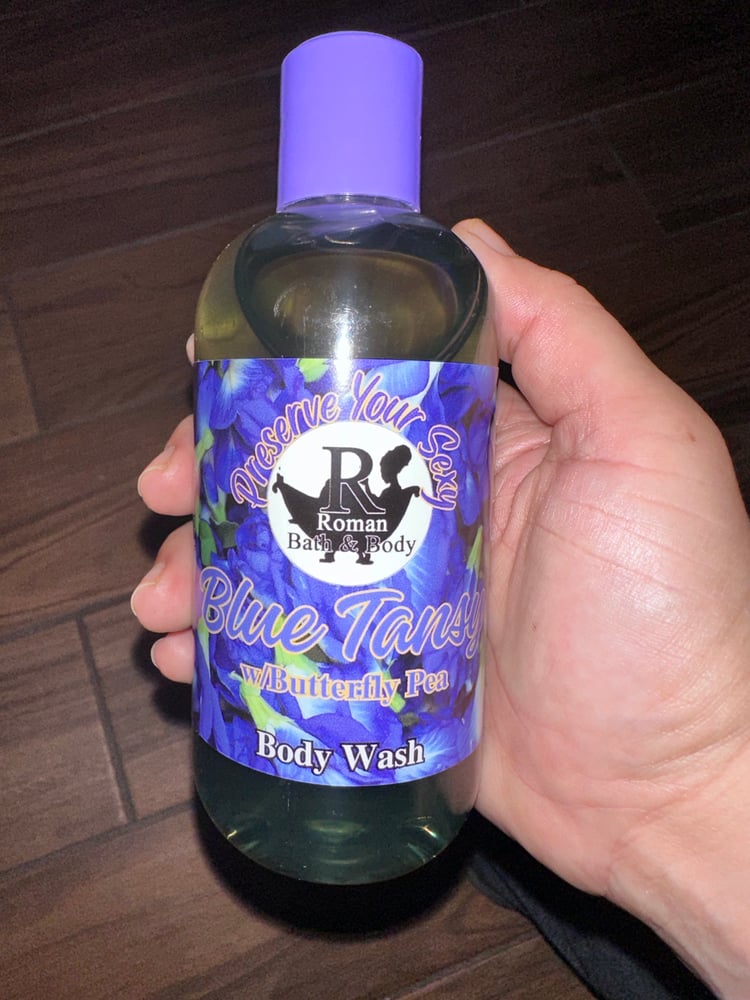 Preserve Your Sexy
R
Roman
Bath & Body
Blue Tansy
w/Butterfly Pea
Body Wash